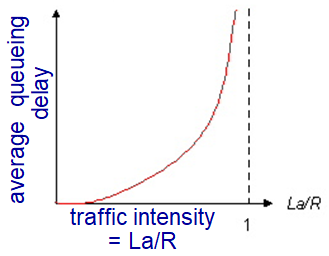 average queueing
delay
La/R
traffic intensity
= La/R
1